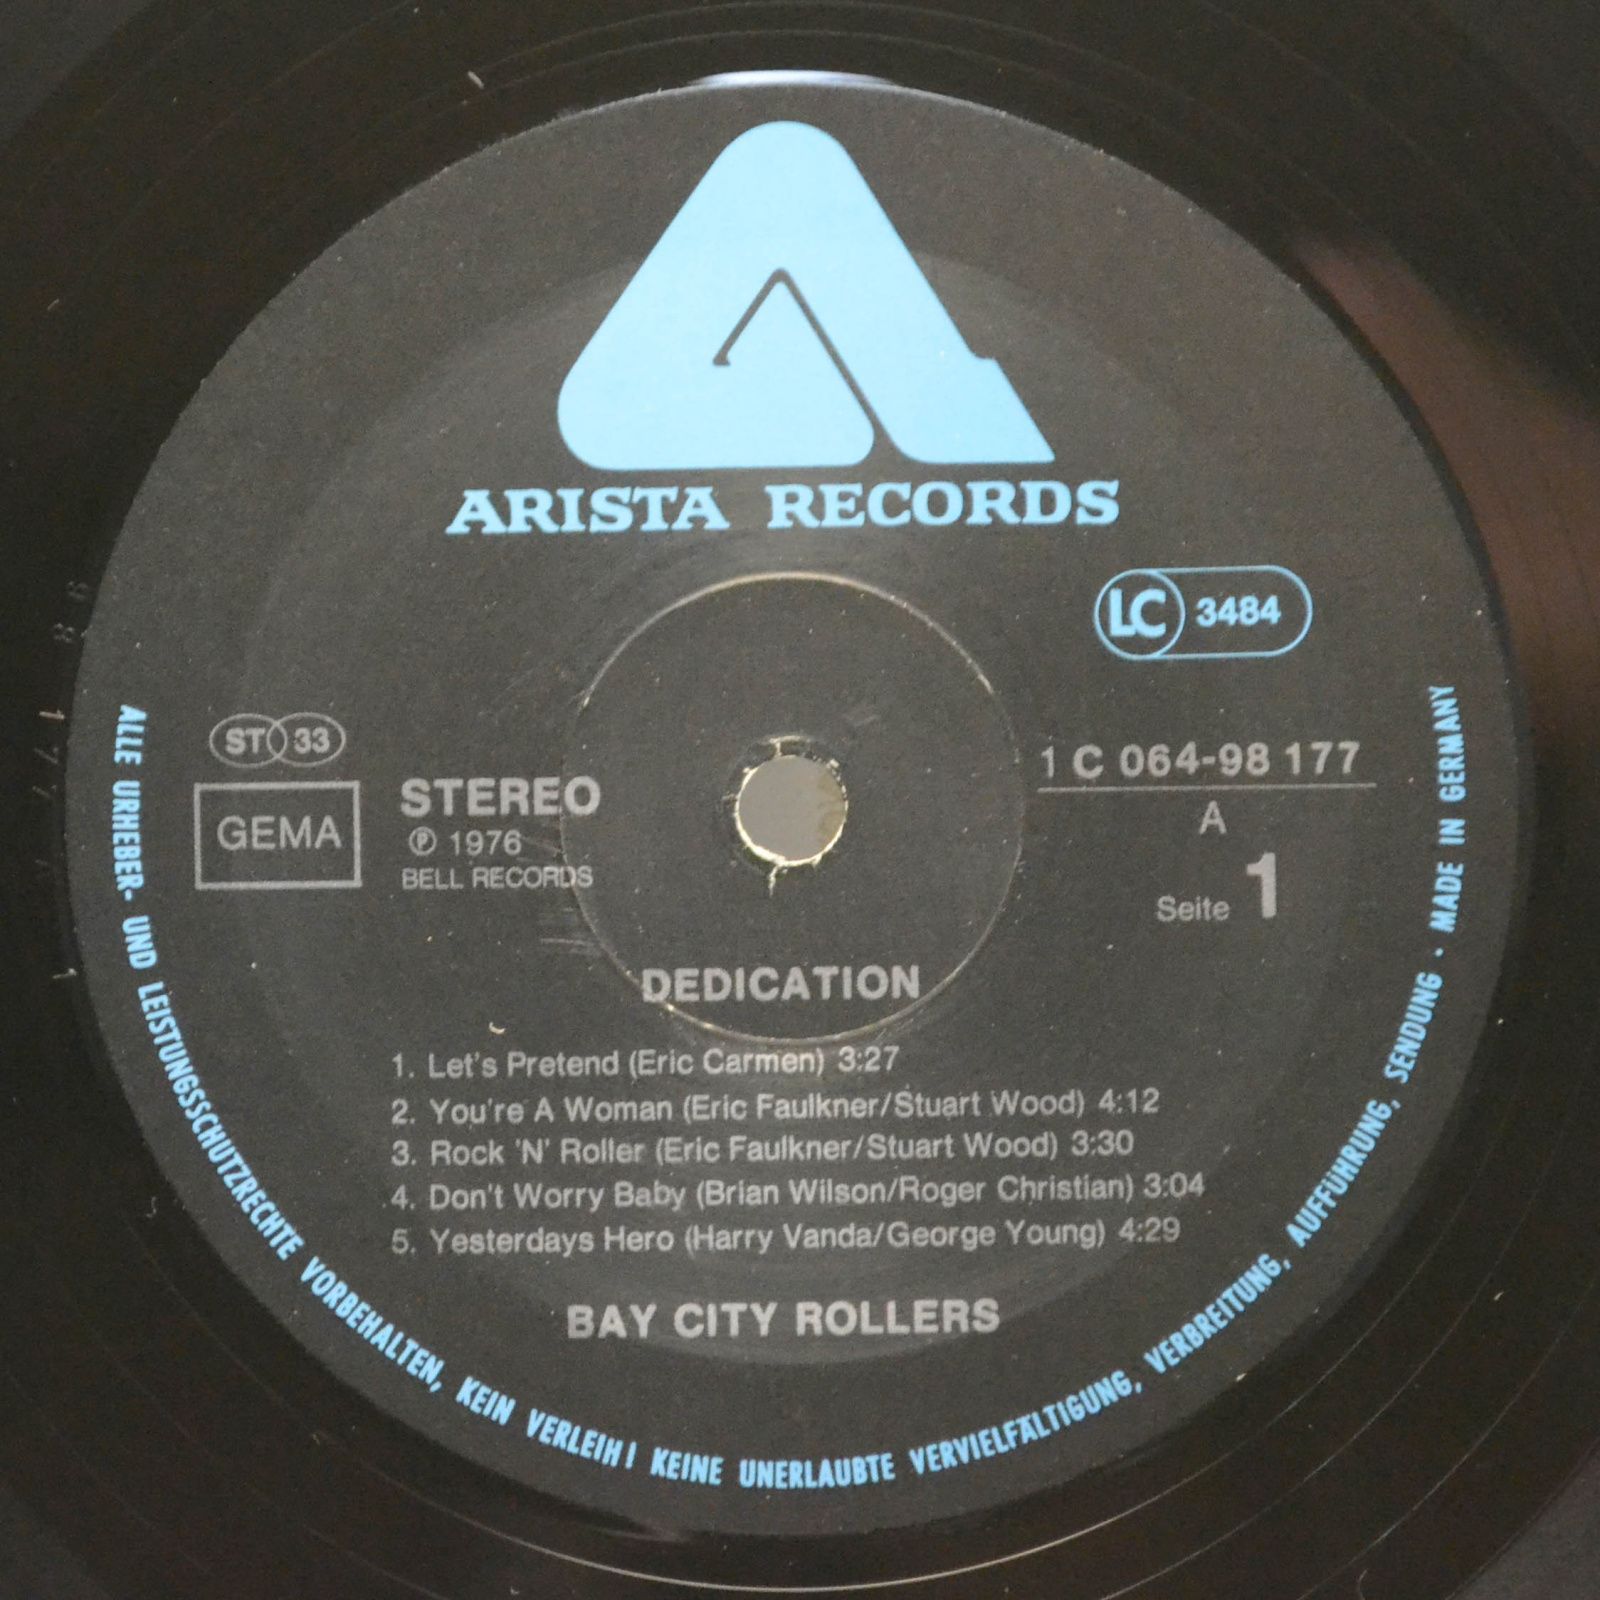 ARISTA RECORDS
LC 3484
ST 33
GEMA
STEREO
℗ 1976
BELL RECORDS
1 C 064-98 177
A
Seite 1
DEDICATION
1. Let's Pretend (Eric Carmen) 3:27
2. You're A Woman (Eric Faulkner/Stuart Wood) 4:12
3. Rock 'N' Roller (Eric Faulkner/Stuart Wood) 3:30
4. Don't Worry Baby (Brian Wilson/Roger Christian) 3:04
5. Yesterdays Hero (Harry Vanda/George Young) 4:29
BAY CITY ROLLERS
ALLE URHEBER- UND LEISTUNGSSCHUTZRECHTE VORBEHALTEN, KEIN VERLEIH! KEINE UNERLAUBTE VERVIELFÄLTIGUNG, VERBREITUNG, AUFFÜHRUNG, SENDUNG · MADE IN GERMANY